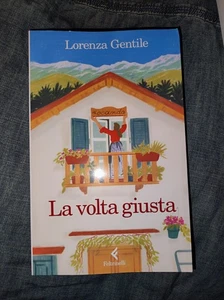 Lorenza Gentile
La volta giusta
Feltrinelli